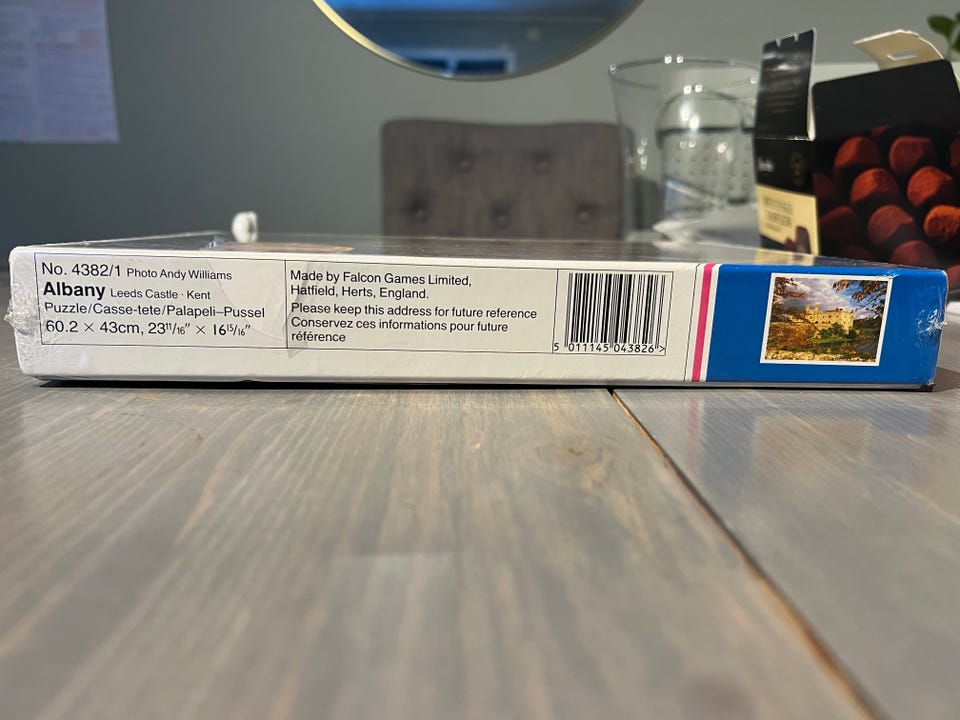 No. 4382/1 Photo Andy Williams
Albany Leeds Castle · Kent
Puzzle/Casse-tete/Palapeli–Pussel
60.2 × 43cm, 23¹¹/₁₆″ × 16¹⁵/₁₆″
Made by Falcon Games Limited,
Hatfield, Herts, England.
Please keep this address for future reference
Conservez ces informations pour future
référence
5 011145 043826 >